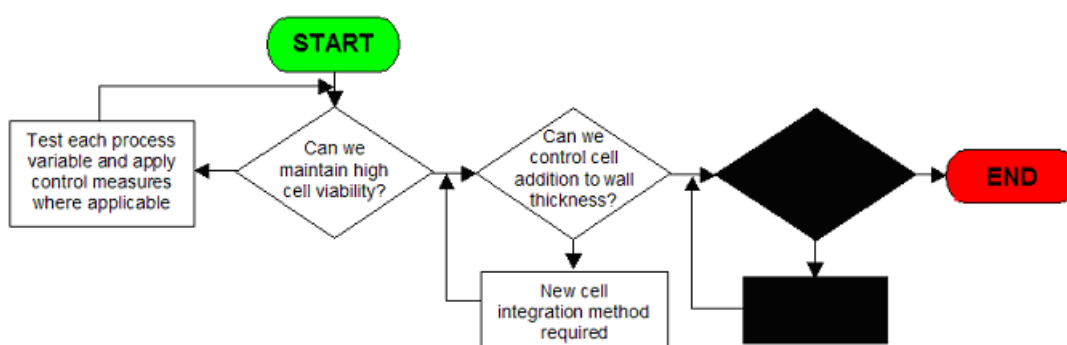 START
Test each process
variable and apply
control measures
where applicable
Can we
maintain high
cell viability?
Can we
control cell
addition to wall
thickness?
New cell
integration method
required
END